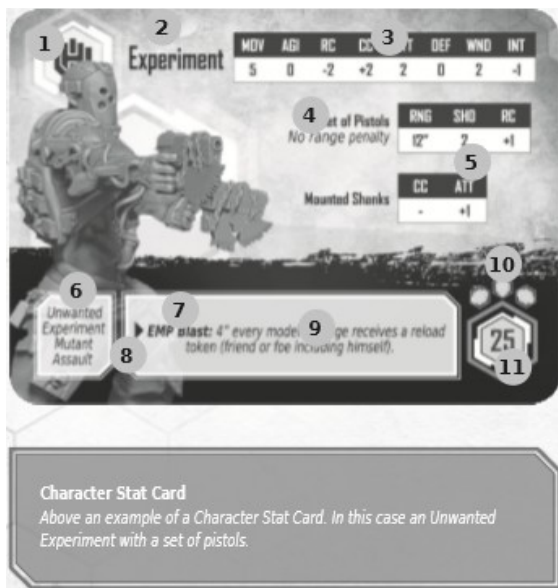 1
2
Experiment
3
MOV AGI RC DEF WND INT
5 0 -2 +2 2 0 2 -1
4
of Pistols
No range penalty
RNG SHO RC
12" 2 +1
5
Mounted Shanks
CC ATT
- +1
6
Unwanted
Experiment
Mutant
Assault
7
8
9
EMP Blast: 4" every model receives a reload
token (friend or foe including himself).
10
25
11
Character Stat Card
Above an example of a Character Stat Card. In this case an Unwanted
Experiment with a set of pistols.